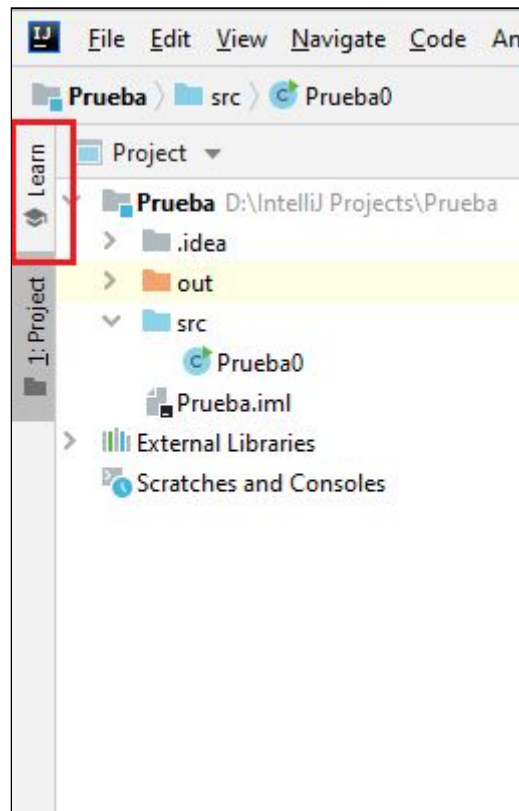 IJ File Edit View Navigate Code An
Prueba src Prueba0
Learn
1: Project
Project
Prueba D:\IntelliJ Projects\Prueba
.idea
out
src
C Prueba0
Prueba.iml
External Libraries
Scratches and Consoles